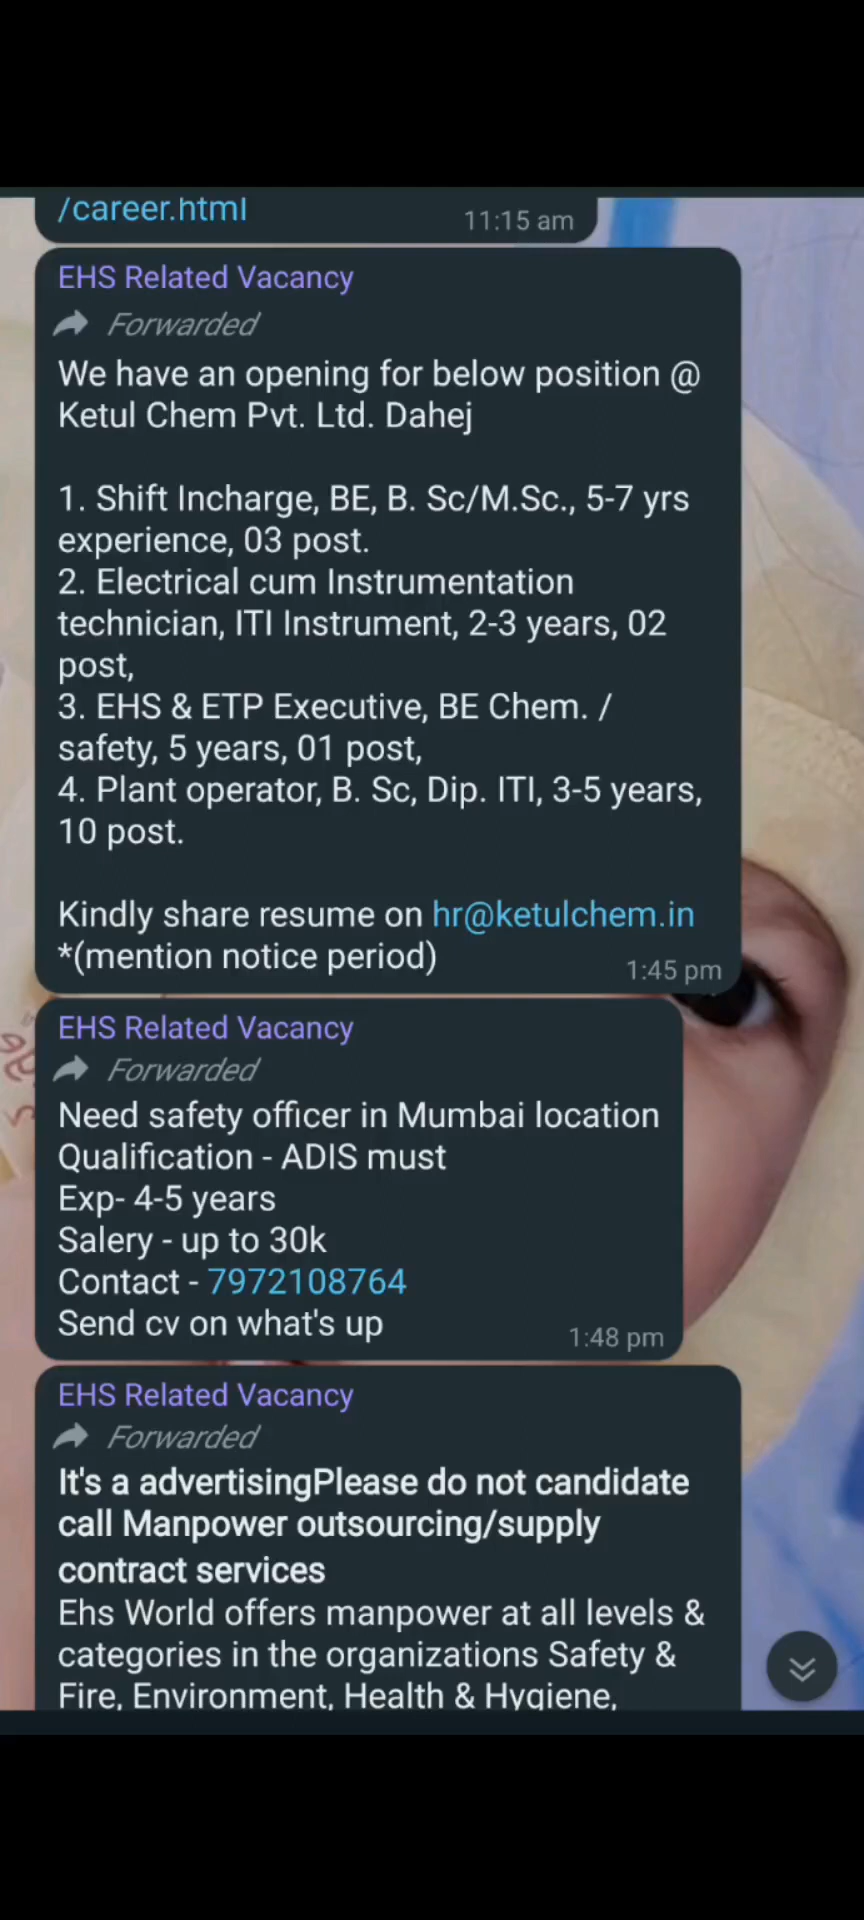 /career.html
11:15 am
EHS Related Vacancy
Forwarded
We have an opening for below position @
Ketul Chem Pvt. Ltd. Dahej
1. Shift Incharge, BE, B. Sc/M.Sc., 5-7 yrs
experience, 03 post.
2. Electrical cum Instrumentation
technician, ITI Instrument, 2-3 years, 02
post,
3. EHS & ETP Executive, BE Chem. /
safety, 5 years, 01 post,
4. Plant operator, B. Sc, Dip. ITI, 3-5 years,
10 post.
Kindly share resume on hr@ketulchem.in
*(mention notice period)
1:45 pm
EHS Related Vacancy
Forwarded
Need safety officer in Mumbai location
Qualification - ADIS must
Exp- 4-5 years
Salery - up to 30k
Contact - 7972108764
Send cv on what's up
1:48 pm
EHS Related Vacancy
Forwarded
It's a advertisingPlease do not candidate
call Manpower outsourcing/supply
contract services
Ehs World offers manpower at all levels &
categories in the organizations Safety &
Fire, Environment, Health & Hygiene,